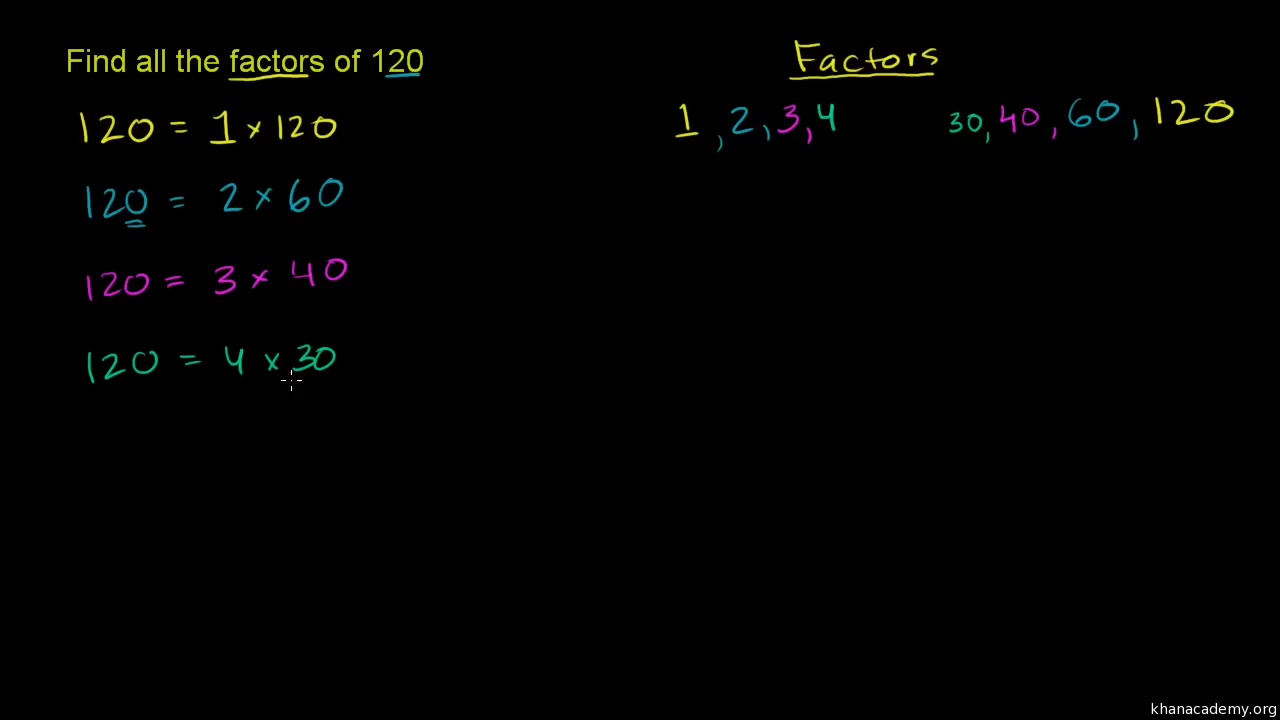 Find all the factors of 120
Factors
120 = 1 × 120
1, 2, 3, 4 30, 40, 60, 120
120 = 2 × 60
120 = 3 × 40
120 = 4 × 30
khanacademy.org